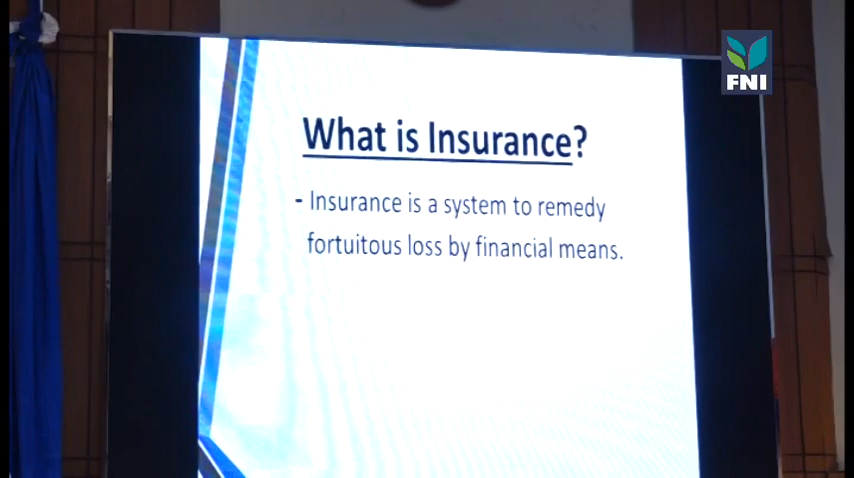 FNI
What is Insurance?
- Insurance is a system to remedy
fortuitous loss by financial means.